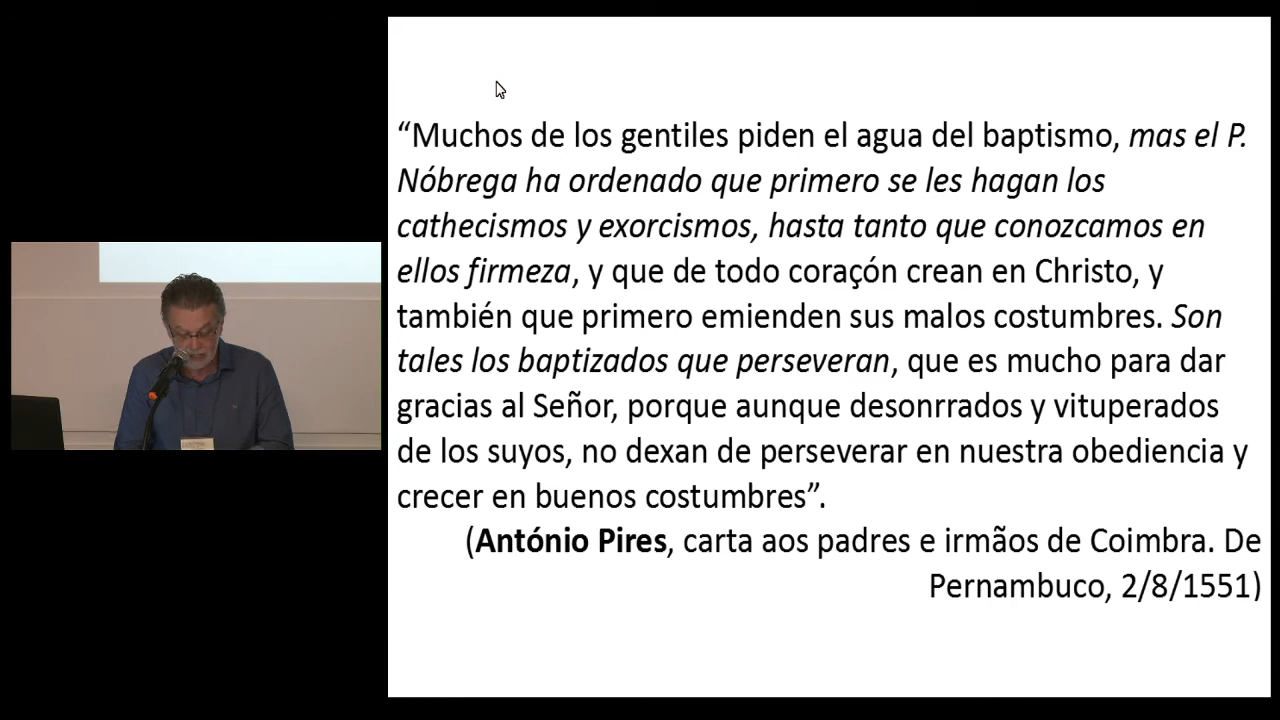 “Muchos de los gentiles piden el agua del baptismo, mas el P.
Nóbrega ha ordenado que primero se les hagan los
cathecismos y exorcismos, hasta tanto que conozcamos en
ellos firmeza, y que de todo coraçón crean en Christo, y
también que primero emienden sus malos costumbres. Son
tales los baptizados que perseveran, que es mucho para dar
gracias al Señor, porque aunque desonrrados y vituperados
de los suyos, no dexan de perseverar en nuestra obediencia y
crecer en buenos costumbres”.
(António Pires, carta aos padres e irmãos de Coimbra. De
Pernambuco, 2/8/1551)